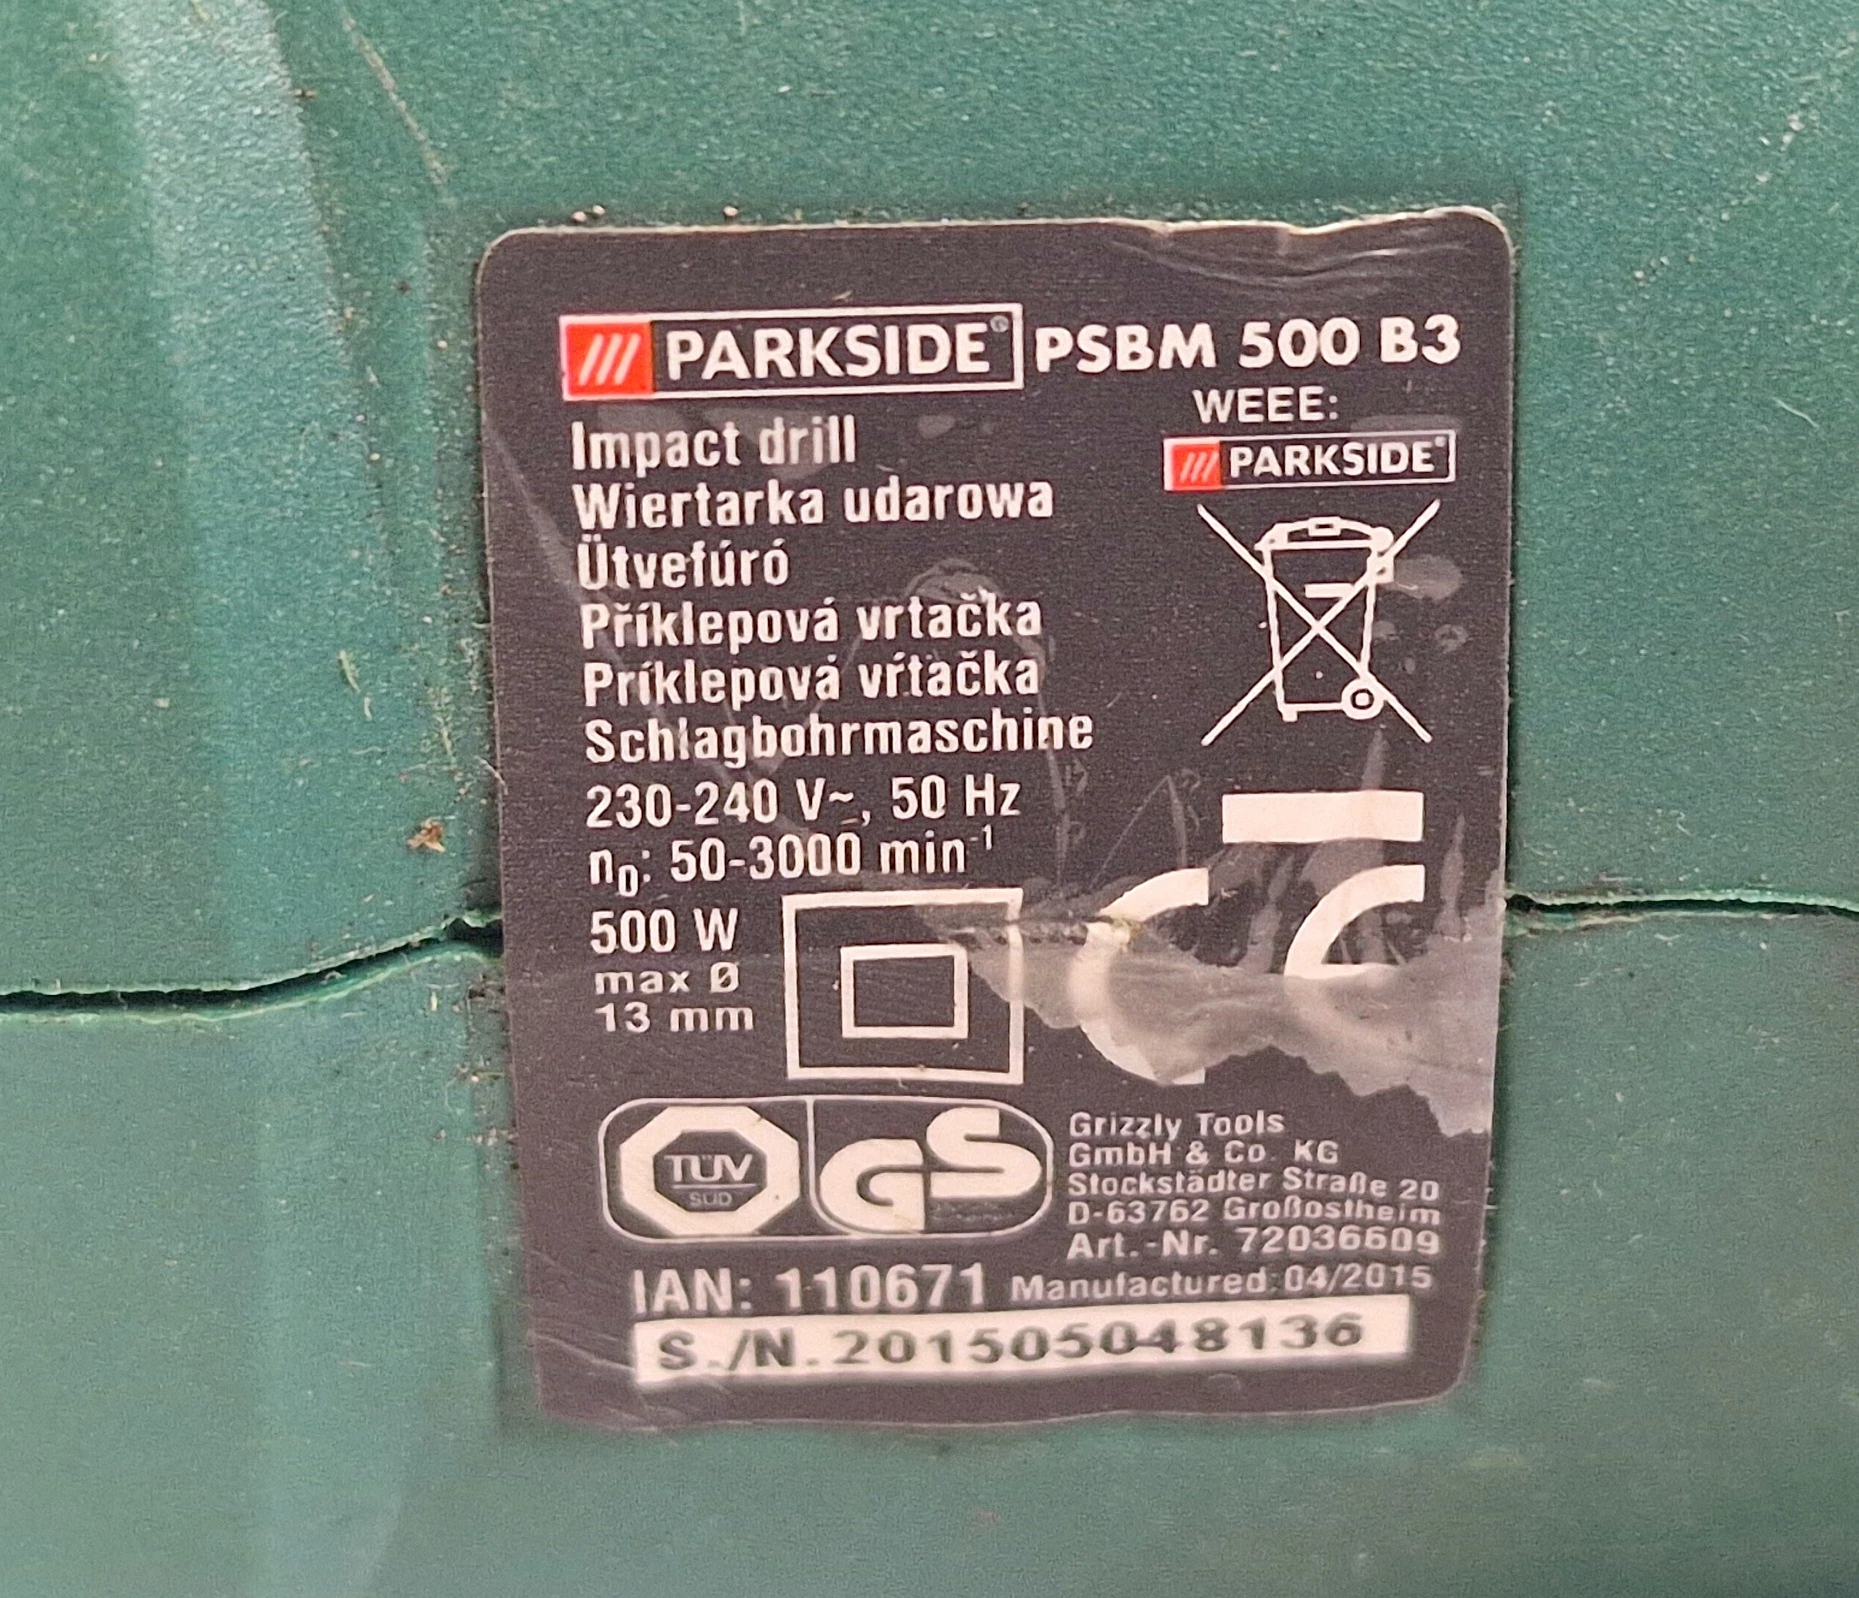 PARKSIDE® PSBM 500 B3
WEEE:
PARKSIDE®
Impact drill
Wiertarka udarowa
Ütvefúró
Příklepová vrtačka
Príklepová vŕtačka
Schlagbohrmaschine
230-240 V~, 50 Hz
n0: 50-3000 min-1
500 W
max Ø
13 mm
CE
TÜV
SÜD
GS
Grizzly Tools
GmbH & Co. KG
Stockstädter Straße 20
D-63762 Großostheim
Art.-Nr. 72036609
IAN: 110671 Manufactured: 04/2015
S./N. 201505048136